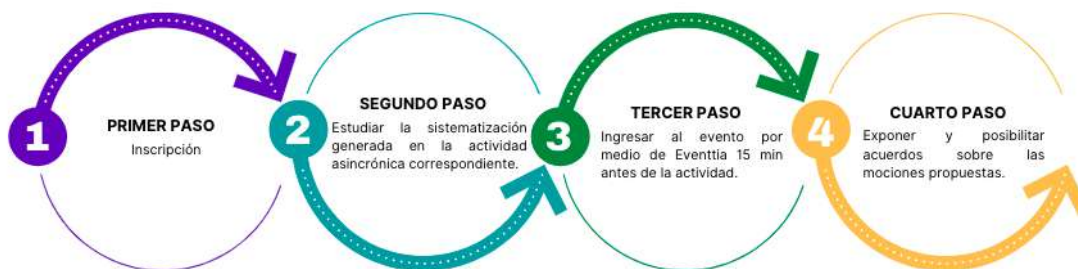 1
PRIMER PASO
Inscripción
2
SEGUNDO PASO
Estudiar la sistematización
generada en la actividad
asincrónica correspondiente.
3
TERCER PASO
Ingresar al evento por
medio de Eventtia 15 min
antes de la actividad.
4
CUARTO PASO
Exponer y posibilitar
acuerdos sobre las
mociones propuestas.